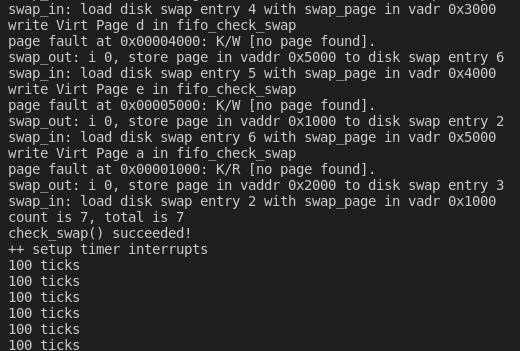 swap_in: load disk swap entry 4 with swap_page in vadr 0x3000
write Virt Page d in fifo_check_swap
page fault at 0x00004000: K/W [no page found].
swap_out: i 0, store page in vaddr 0x5000 to disk swap entry 6
swap_in: load disk swap entry 5 with swap_page in vadr 0x4000
write Virt Page e in fifo_check_swap
page fault at 0x00005000: K/W [no page found].
swap_out: i 0, store page in vaddr 0x1000 to disk swap entry 2
swap_in: load disk swap entry 6 with swap_page in vadr 0x5000
write Virt Page a in fifo_check_swap
page fault at 0x00001000: K/R [no page found].
swap_out: i 0, store page in vaddr 0x2000 to disk swap entry 3
swap_in: load disk swap entry 2 with swap_page in vadr 0x1000
count is 7, total is 7
check_swap() succeeded!
++ setup timer interrupts
100 ticks
100 ticks
100 ticks
100 ticks
100 ticks
100 ticks